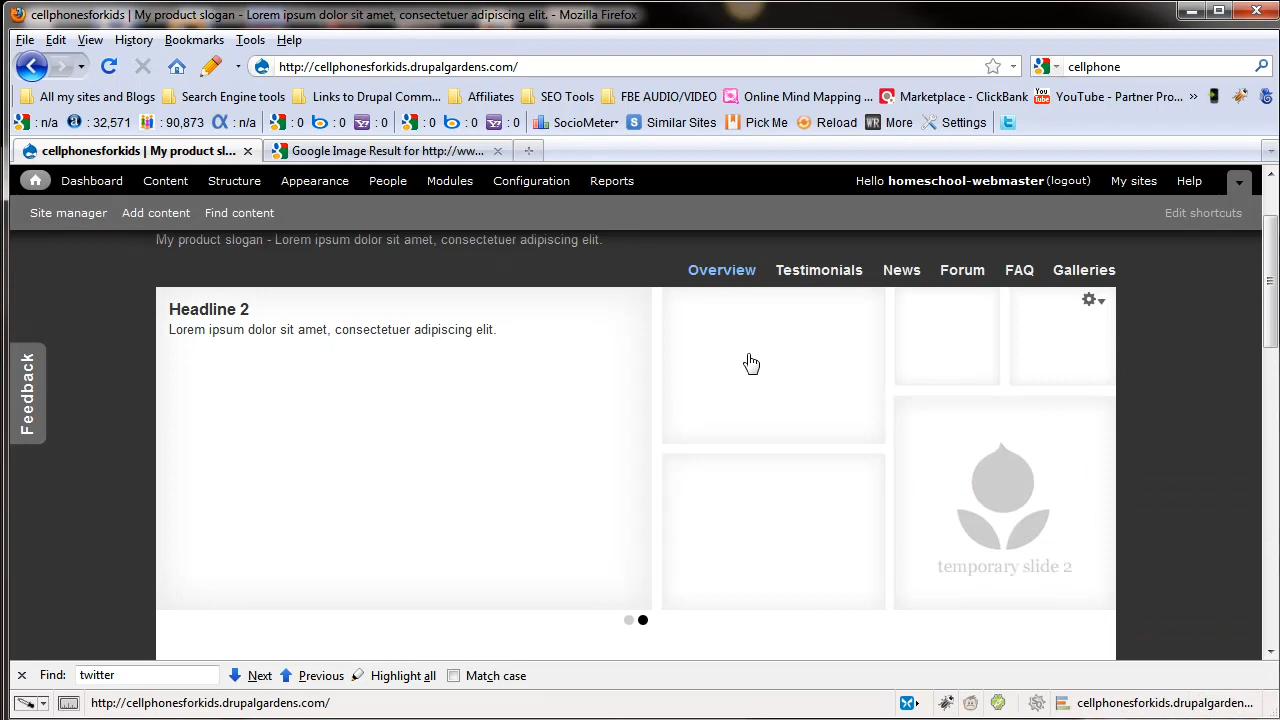 cellphonesforkids | My product slogan - Lorem ipsum dolor sit amet, consectetuer adipiscing elit. - Mozilla Firefox
File Edit View History Bookmarks Tools Help
http://cellphonesforkids.drupalgardens.com/ cellphone
All my sites and Blogs Search Engine tools Links to Drupal Comm... Affiliates SEO Tools FBE AUDIO/VIDEO Online Mind Mapping ... Marketplace - ClickBank YouTube - Partner Pro... »
: n/a : 32,571 : 90,873 : n/a : 0 : 0 : 0 : 0 : 0 : 0 SocioMeter Similar Sites Pick Me Reload WR More Settings
cellphonesforkids | My product sl... Google Image Result for http://ww...
Dashboard Content Structure Appearance People Modules Configuration Reports Hello homeschool-webmaster (logout) My sites Help
Site manager Add content Find content Edit shortcuts
My product slogan - Lorem ipsum dolor sit amet, consectetuer adipiscing elit.
Overview Testimonials News Forum FAQ Galleries
Headline 2
Lorem ipsum dolor sit amet, consectetuer adipiscing elit.
Feedback
temporary slide 2
Find: twitter Next Previous Highlight all Match case
http://cellphonesforkids.drupalgardens.com/ cellphonesforkids.drupalgarden...